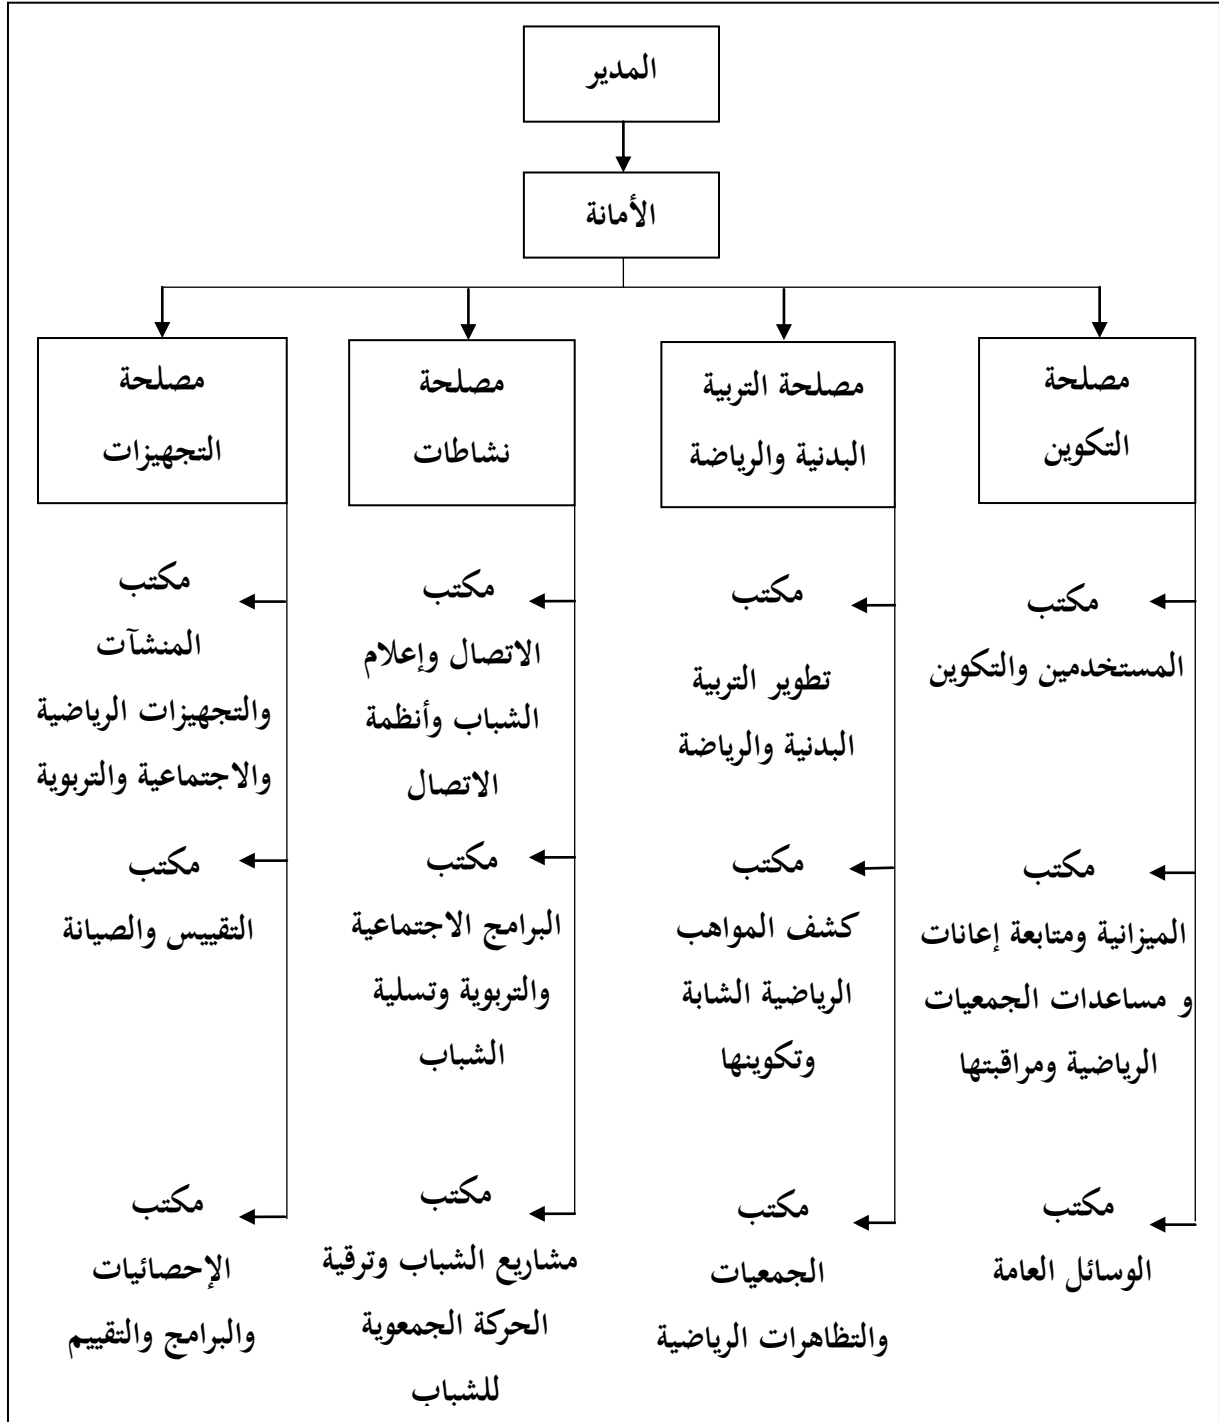 المدير
الأمانة
مصلحة
التكوين
مصلحة التربية
البدنية والرياضة
مصلحة
نشاطات
مصلحة
التجهيزات
مكتب
المستخدمين والتكوين
مكتب
الميزانية ومتابعة إعانات
و مساعدات الجمعيات
الرياضية ومراقبتها
مكتب
الوسائل العامة
مكتب
تطوير التربية
البدنية والرياضة
مكتب
كشف المواهب
الرياضية الشابة
وتكوينها
مكتب
الجمعيات
والتظاهرات الرياضية
مكتب
الاتصال وإعلام
الشباب وأنظمة
الاتصال
مكتب
البرامج الاجتماعية
والتربوية وتسلية
الشباب
مكتب
مشاريع الشباب وترقية
الحركة الجمعوية
للشباب
مكتب
المنشآت
والتجهيزات الرياضية
والاجتماعية والتربوية
مكتب
التقييس والصيانة
مكتب
الإحصائيات
والبرامج والتقييم